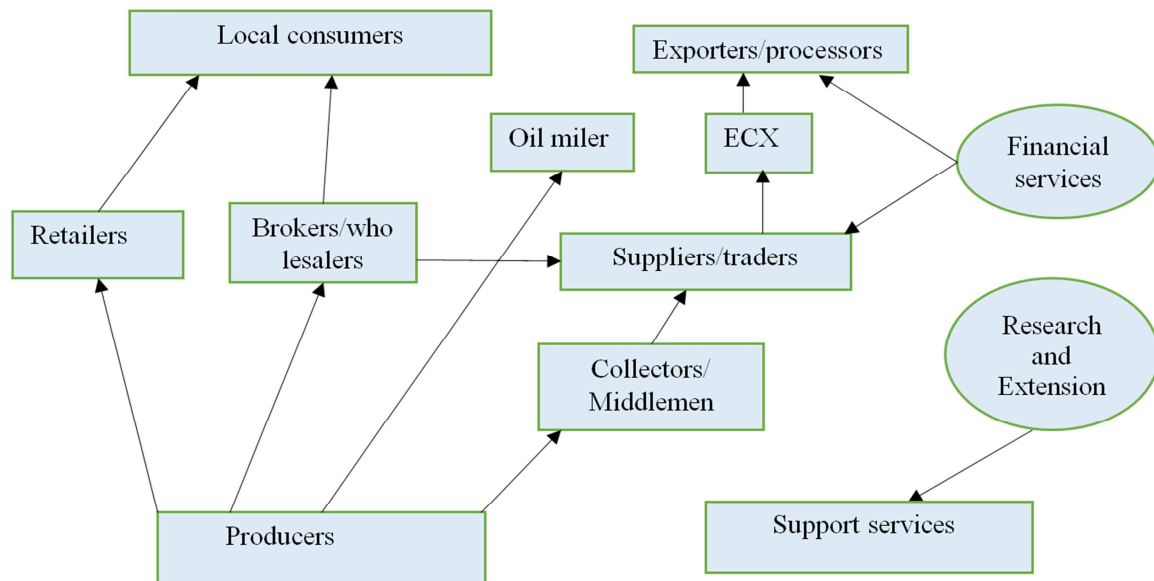 Local consumers
Exporters/processors
Oil miler
ECX
Financial
services
Retailers
Brokers/who
lesalers
Suppliers/traders
Research
and
Extension
Collectors/
Middlemen
Producers
Support services